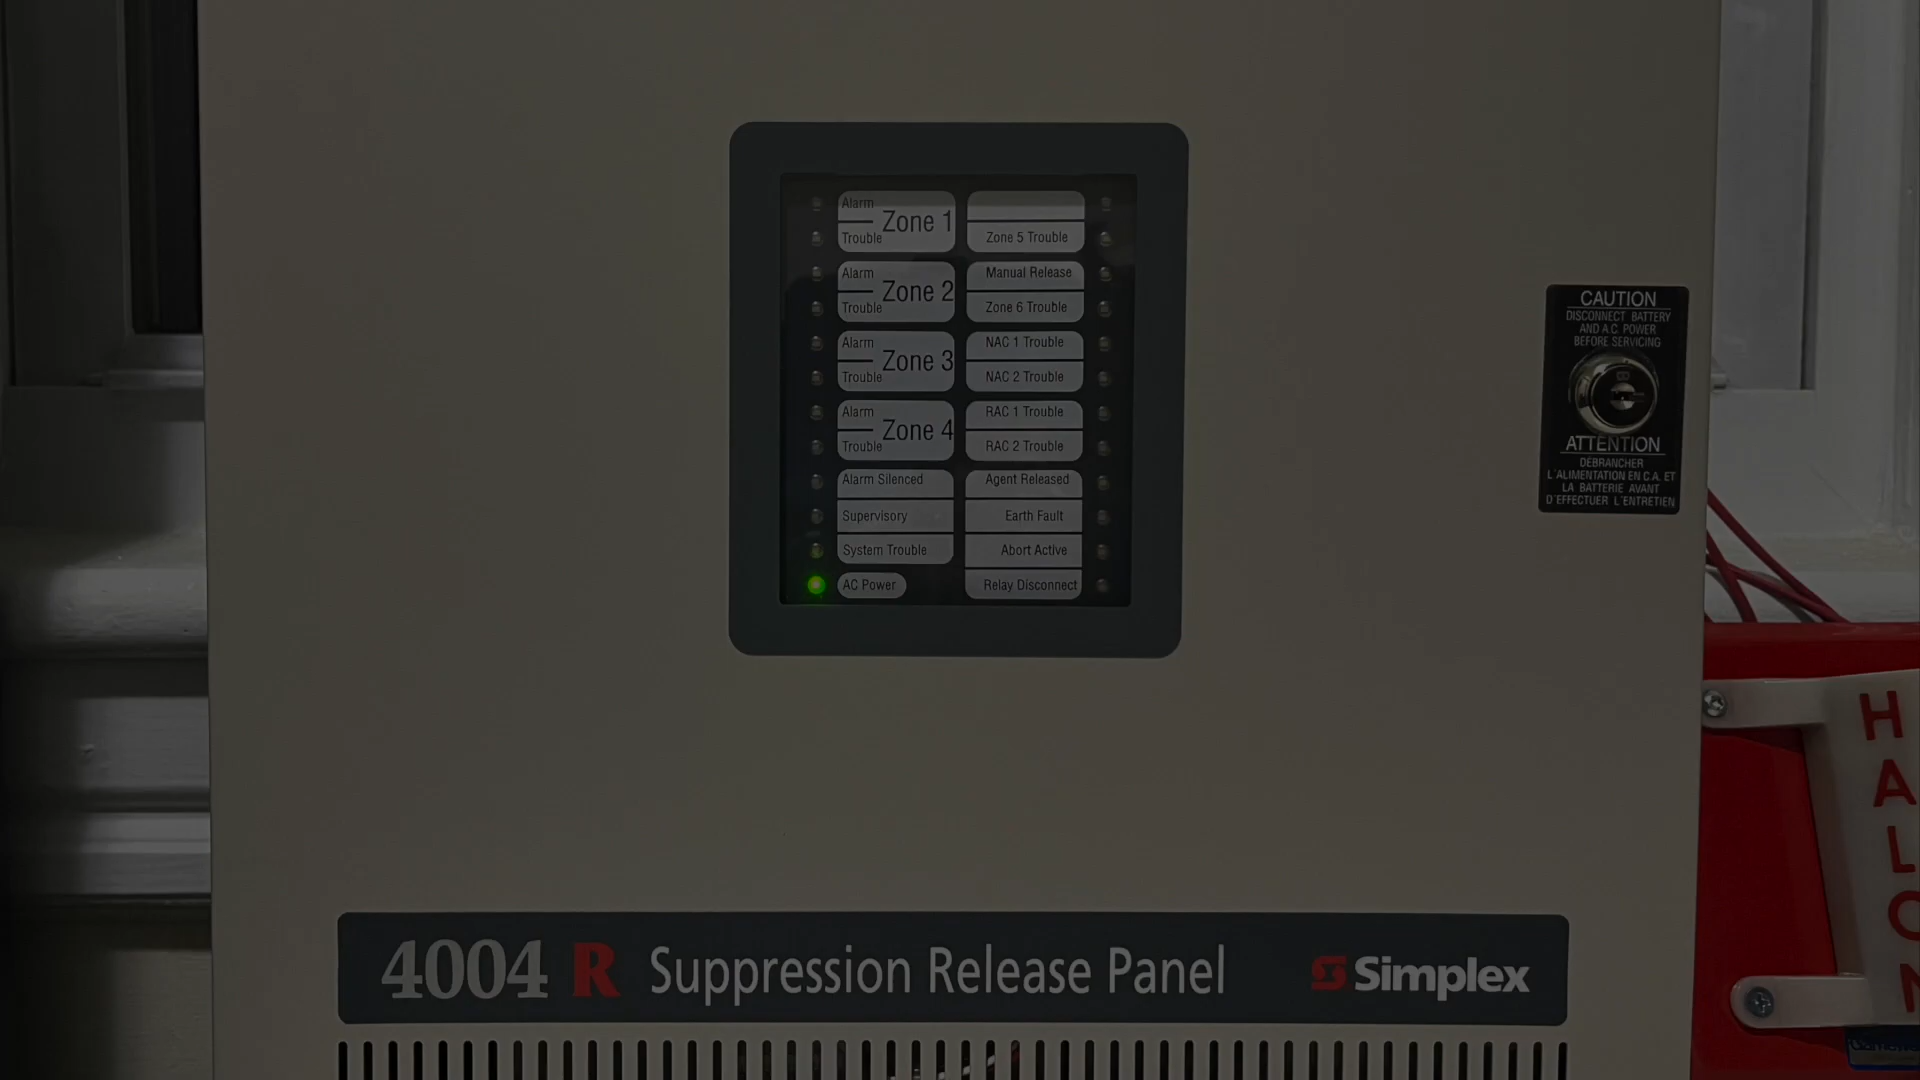 Alarm
Zone 1
Trouble
Alarm
Zone 2
Trouble
Alarm
Zone 3
Trouble
Alarm
Zone 4
Trouble
Alarm Silenced
Supervisory
System Trouble
AC Power
Zone 5 Trouble
Manual Release
Zone 6 Trouble
NAC 1 Trouble
NAC 2 Trouble
RAC 1 Trouble
RAC 2 Trouble
Agent Released
Earth Fault
Abort Active
Relay Disconnect
CAUTION
DISCONNECT BATTERY
AND A.C. POWER
BEFORE SERVICING
ATTENTION
DÉBRANCHER
L'ALIMENTATION EN C.A. ET
LA BATTERIE AVANT
D'EFFECTUER L'ENTRETIEN
HALON
4004 R Suppression Release Panel
Simplex